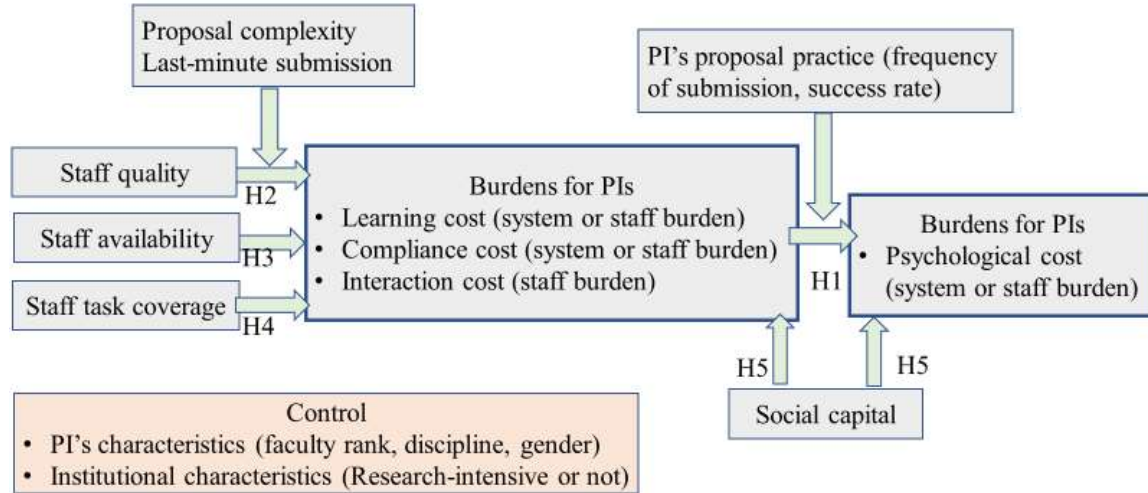 Proposal complexity
Last-minute submission
PI's proposal practice (frequency
of submission, success rate)
Staff quality
H2
Staff availability
H3
Staff task coverage
H4
Burdens for PIs
• Learning cost (system or staff burden)
• Compliance cost (system or staff burden)
• Interaction cost (staff burden)
H1
Burdens for PIs
• Psychological cost
(system or staff burden)
H5
H5
Social capital
Control
• PI's characteristics (faculty rank, discipline, gender)
• Institutional characteristics (Research-intensive or not)